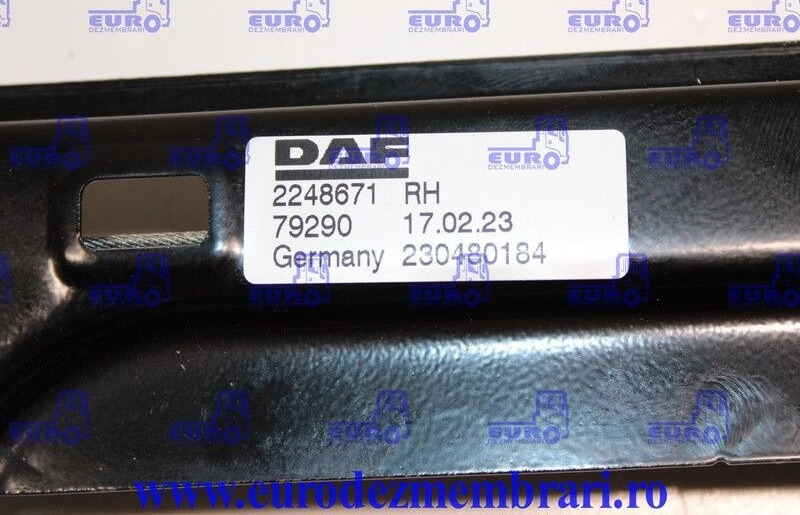 DAF
2248671 RH
79290 17.02.23
Germany 230480184
EURO
DEZMEMBRARI
www.eurodezmembrari.ro